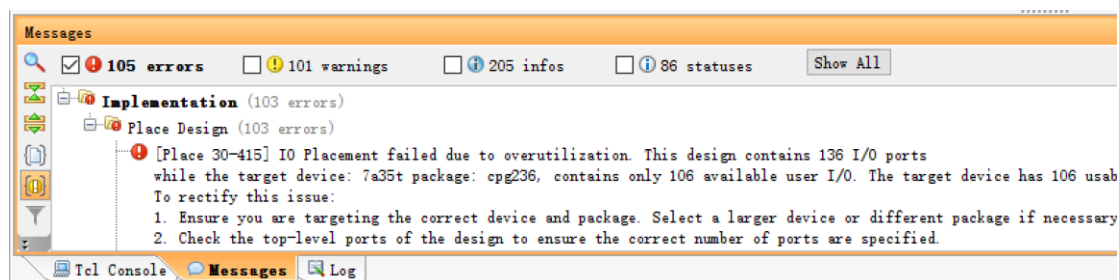 Messages
105 errors 101 warnings 205 infos 86 statuses Show All
Implementation (103 errors)
Place Design (103 errors)
[Place 30-415] IO Placement failed due to overutilization. This design contains 136 I/O ports
while the target device: 7a35t package: cpg236, contains only 106 available user I/O. The target device has 106 usab
To rectify this issue:
1. Ensure you are targeting the correct device and package. Select a larger device or different package if necessary
2. Check the top-level ports of the design to ensure the correct number of ports are specified.
Tcl Console Messages Log